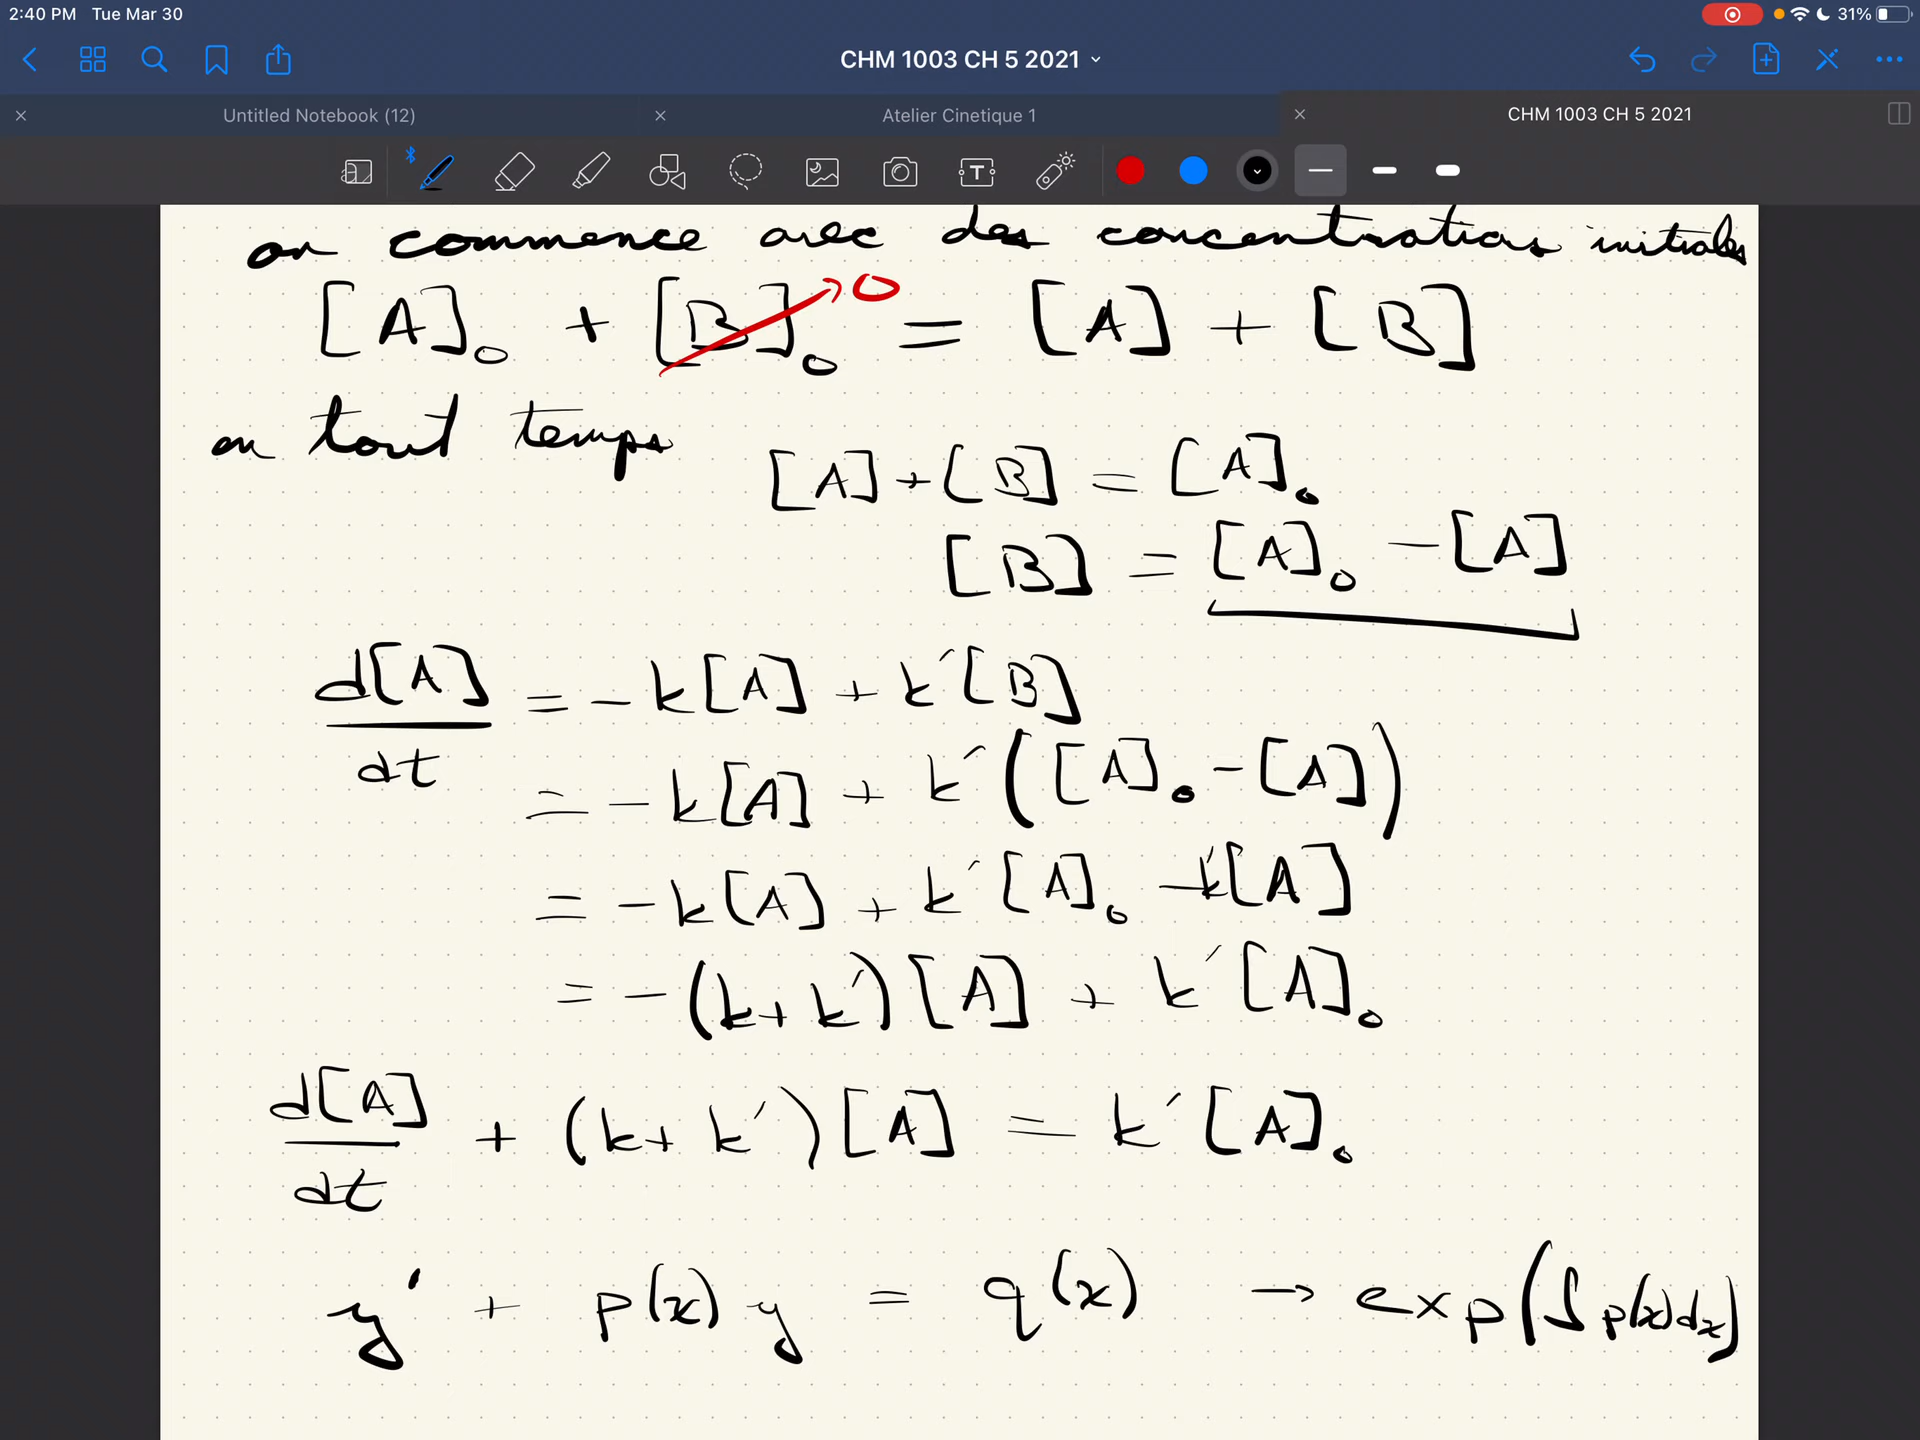 2:40 PM Tue Mar 30 31%
CHM 1003 CH 5 2021
Untitled Notebook (12) Atelier Cinetique 1 CHM 1003 CH 5 2021
on commence avec des concentrations initiales
[A]₀ + [B]₀ → 0 = [A] + [B]
en tout temps
[A] + [B] = [A]₀
[B] = [A]₀ - [A]
d[A]/dt = -k[A] + k'[B]
= -k[A] + k'([A]₀ - [A])
= -k[A] + k'[A]₀ - k'[A]
= -(k + k')[A] + k'[A]₀
d[A]/dt + (k + k')[A] = k'[A]₀
y' + p(x)y = q(x) → exp(∫p(x)dx)